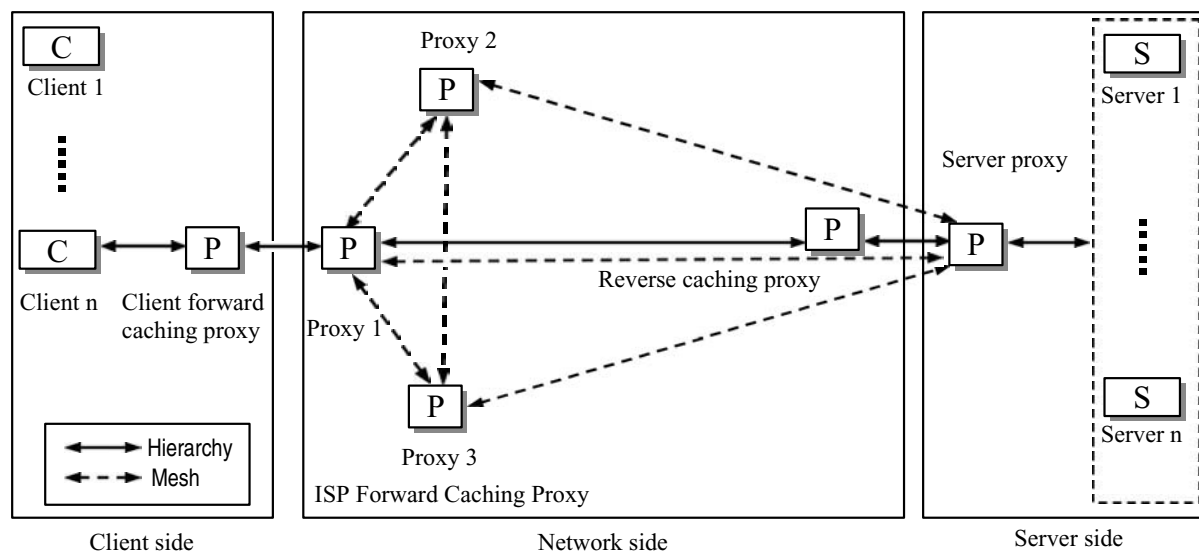 C
Client 1
C
Client n
P
Client forward
caching proxy
Hierarchy
Mesh
Client side
Proxy 2
P
P
Proxy 1
P
Proxy 3
P
Reverse caching proxy
ISP Forward Caching Proxy
Network side
Server proxy
P
S
Server 1
S
Server n
Server side